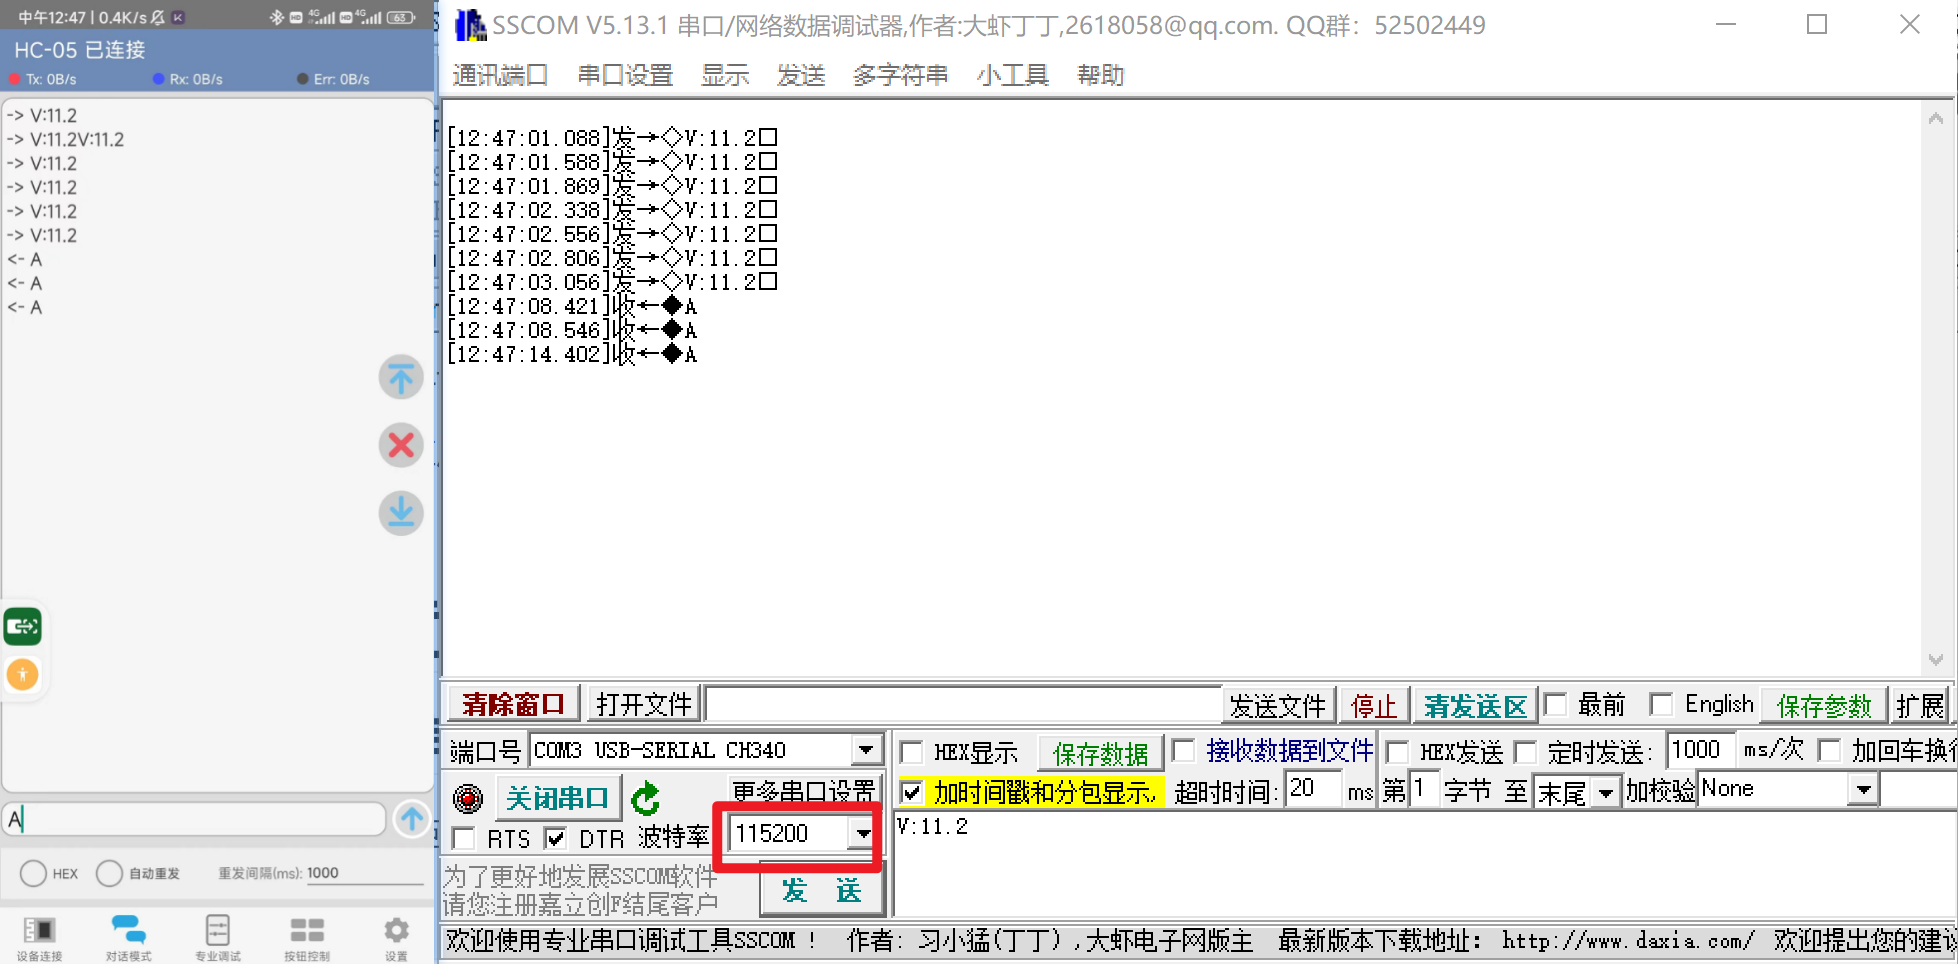 中午12:47 | 0.4K/s
4G 4G 63
HC-05 已连接
Tx: 0B/s Rx: 0B/s Err: 0B/s
-> V:11.2
-> V:11.2V:11.2
-> V:11.2
-> V:11.2
-> V:11.2
-> V:11.2
<- A
<- A
<- A
A
HEX 自动重发 重发间隔(ms): 1000
设备连接 对话模式 专业调试 按钮控制 设置
SSCOM V5.13.1 串口/网络数据调试器,作者:大虾丁丁,2618058@qq.com. QQ群: 52502449
通讯端口 串口设置 显示 发送 多字符串 小工具 帮助
[12:47:01.088]发→◇V:11.2□
[12:47:01.588]发→◇V:11.2□
[12:47:01.869]发→◇V:11.2□
[12:47:02.338]发→◇V:11.2□
[12:47:02.556]发→◇V:11.2□
[12:47:02.806]发→◇V:11.2□
[12:47:03.056]发→◇V:11.2□
[12:47:08.421]收←◆A
[12:47:08.546]收←◆A
[12:47:14.402]收←◆A
清除窗口 打开文件 发送文件 停止 清发送区 最前 English 保存参数 扩展
端口号 COM3 USB-SERIAL CH340 HEX显示 保存数据 接收数据到文件 HEX发送 定时发送: 1000 ms/次 加回车换行
关闭串口 更多串口设置 加时间戳和分包显示, 超时时间: 20 ms 第 1 字节 至 末尾 加校验 None
RTS DTR 波特率 115200
V:11.2
为了更好地发展SSCOM软件
请您注册嘉立创F结尾客户
发 送
欢迎使用专业串口调试工具SSCOM ! 作者: 习小猛(丁丁),大虾电子网版主 最新版本下载地址: http://www.daxia.com/ 欢迎提出您的建议